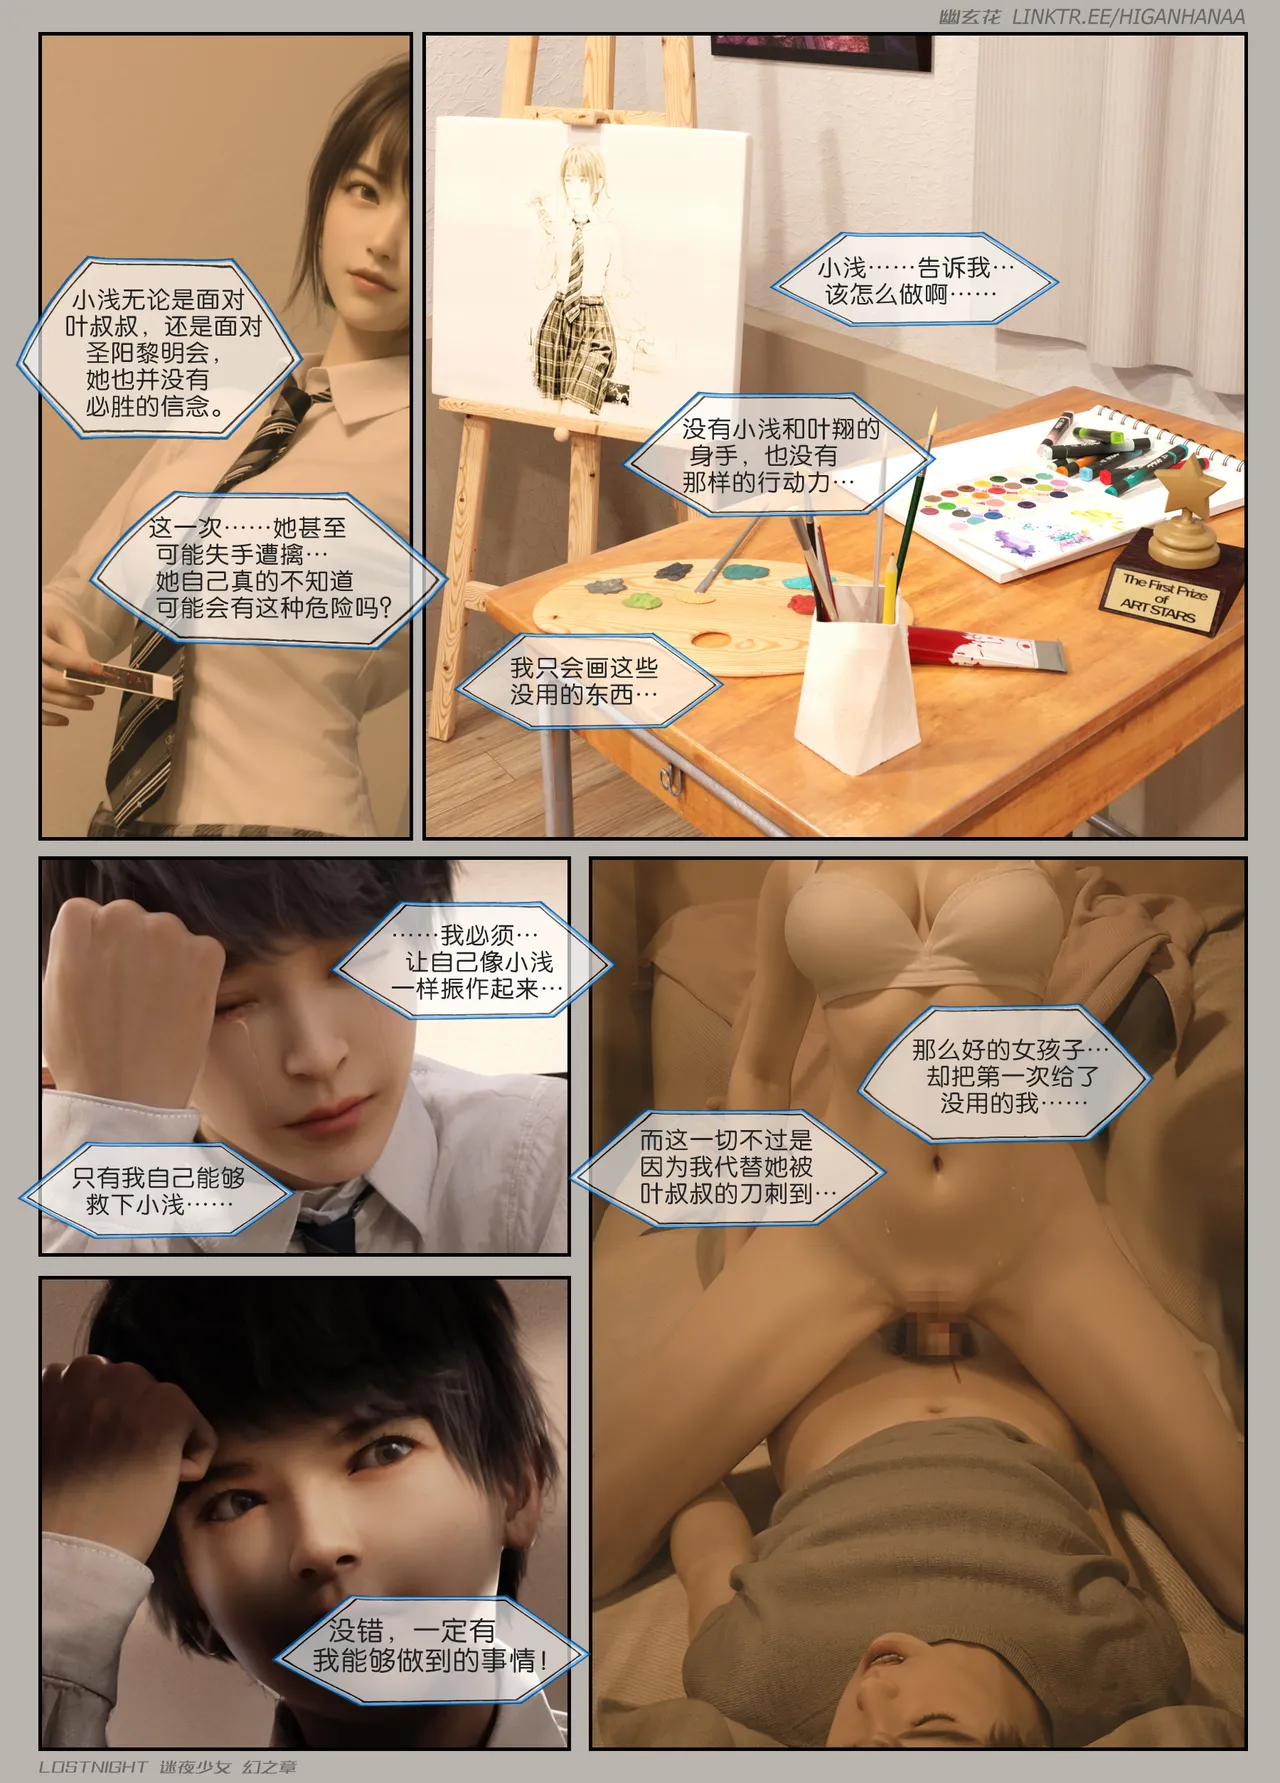 幽玄花 LINKTR.EE/HIGANHANAA
小浅无论是面对
叶叔叔，还是面对
圣阳黎明会，
她也并没有
必胜的信念。
这一次……她甚至
可能失手遭擒…
她自己真的不知道
可能会有这种危险吗？
小浅……告诉我…
该怎么做啊……
没有小浅和叶翔的
身手，也没有
那样的行动力…
我只会画这些
没用的东西…
The First Prize
of
ART STARS
……我必须…
让自己像小浅
一样振作起来…
只有我自己能够
救下小浅……
那么好的女孩子…
却把第一次给了
没用的我……
而这一切不过是
因为我代替她被
叶叔叔的刀刺到…
没错，一定有
我能够做到的事情！
LOSTNIGHT 迷夜少女 幻之章